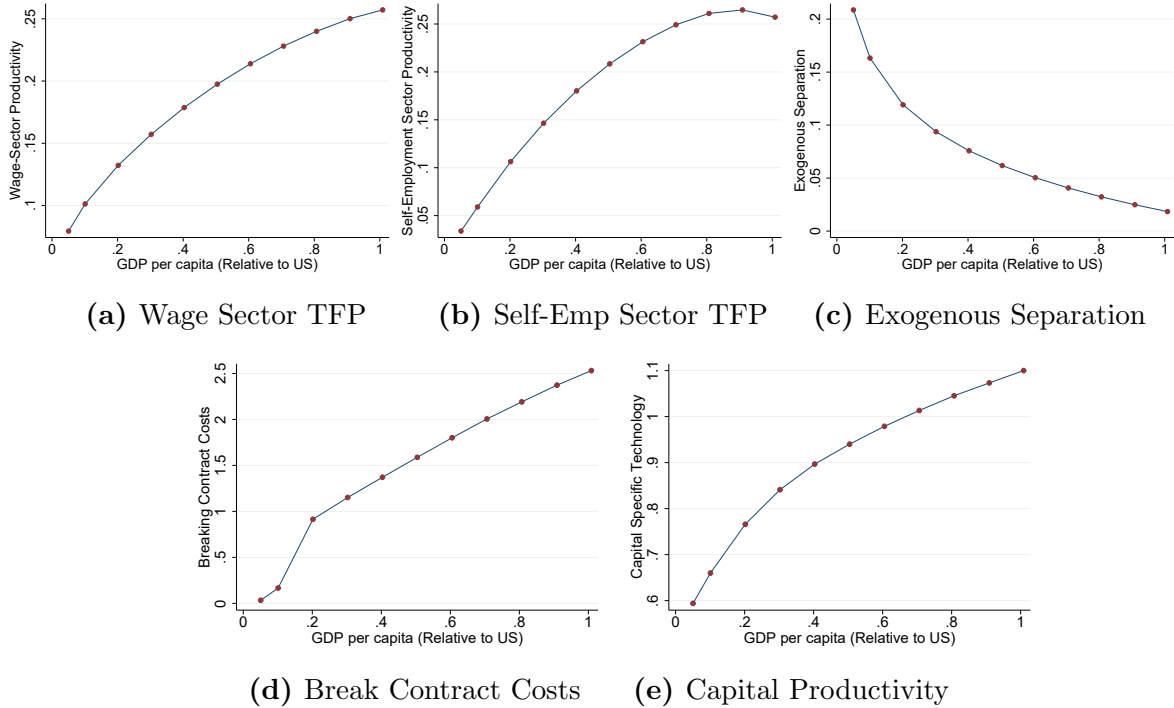 Wage-Sector Productivity
.25
.2
.15
.1
0 .2 .4 .6 .8 1
GDP per capita (Relative to US)
(a) Wage Sector TFP
Self-Employment Sector Productivity
.25
.2
.15
.1
.05
0 .2 .4 .6 .8 1
GDP per capita (Relative to US)
(b) Self-Emp Sector TFP
Exogenous Separation
.2
.15
.1
.05
0
0 .2 .4 .6 .8 1
GDP per capita (Relative to US)
(c) Exogenous Separation
Breaking Contract Costs
2.5
2
1.5
1
.5
0
0 .2 .4 .6 .8 1
GDP per capita (Relative to US)
(d) Break Contract Costs
Capital Specific Technology
1.1
1
.9
.8
.7
.6
0 .2 .4 .6 .8 1
GDP per capita (Relative to US)
(e) Capital Productivity